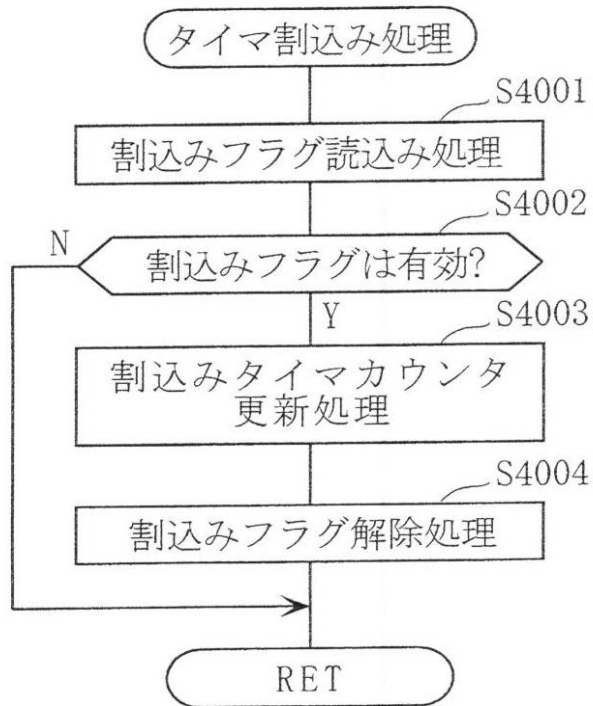 タイマ割込み処理
S4001
割込みフラグ読込み処理
S4002
N
割込みフラグは有効?
Y
S4003
割込みタイマカウンタ
更新処理
S4004
割込みフラグ解除処理
RET